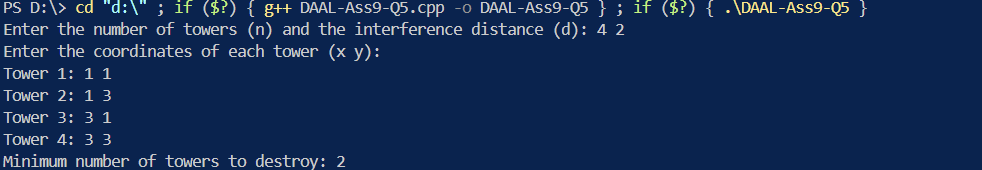 PS D:\> cd "d:\" ; if ($?) { g++ DAAL-Ass9-Q5.cpp -o DAAL-Ass9-Q5 } ; if ($?) { .\DAAL-Ass9-Q5 }
Enter the number of towers (n) and the interference distance (d): 4 2
Enter the coordinates of each tower (x y):
Tower 1: 1 1
Tower 2: 1 3
Tower 3: 3 1
Tower 4: 3 3
Minimum number of towers to destroy: 2